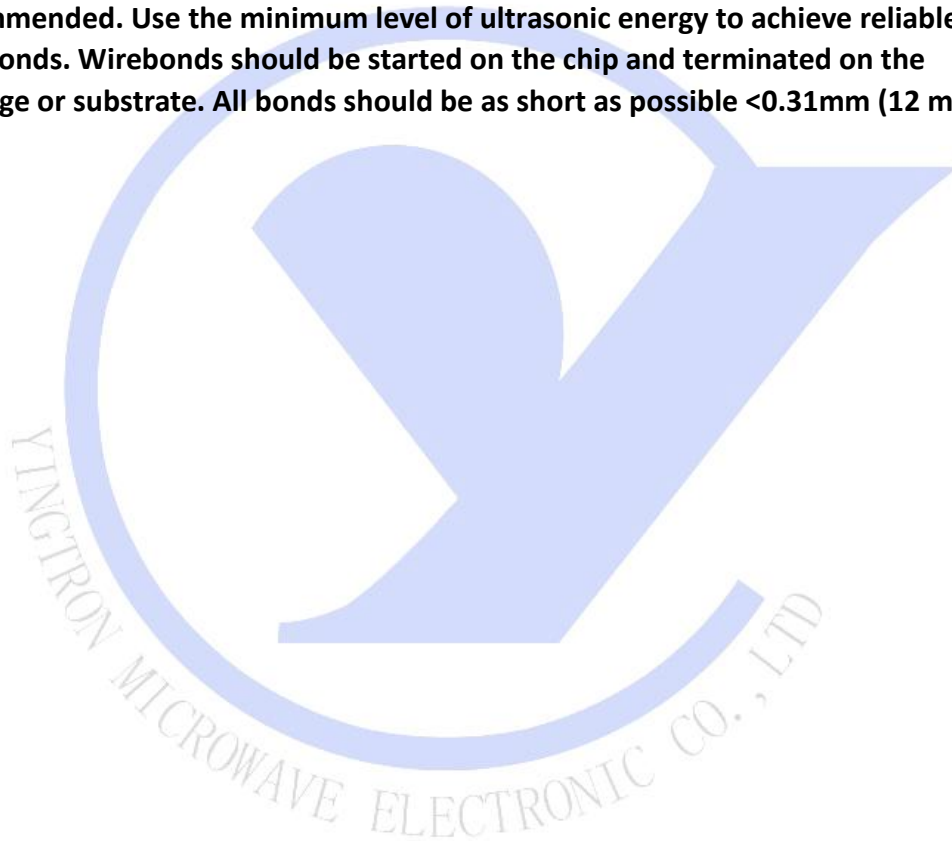 mmended. Use the minimum level of ultrasonic energy to achieve reliable
onds. Wirebonds should be started on the chip and terminated on the
ge or substrate. All bonds should be as short as possible <0.31mm (12 m
YINGTRON MICROWAVE ELECTRONIC CO., LTD